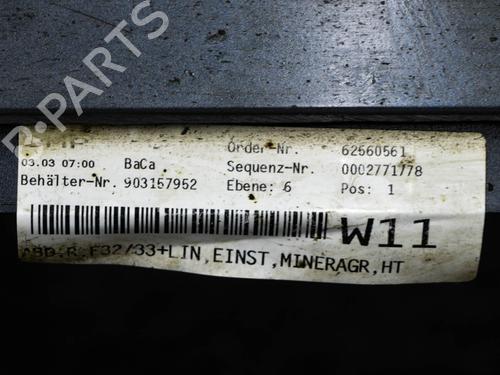 Order-Nr. 62560561
03.03 07:00 BaCa Sequenz-Nr. 0002771778
Behälter-Nr. 903157952 Ebene: 6 Pos: 1
W11
ABD,R,F32/33+LIN,EINST,MINERAGR,HT